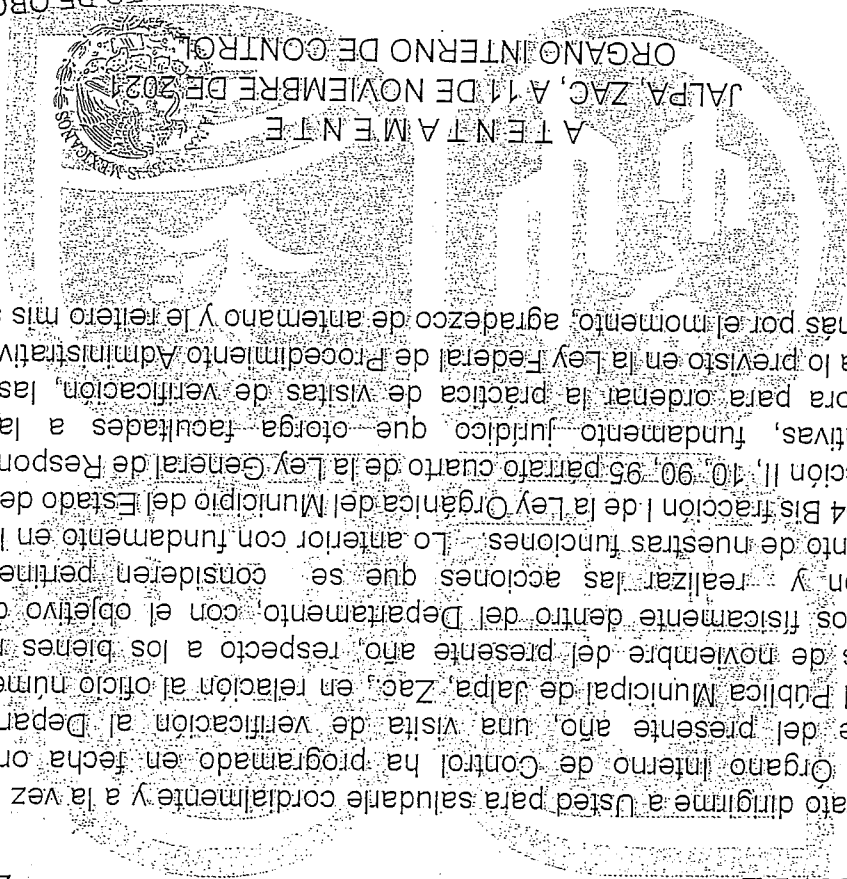 ato dirigirme a Usted para saludarle cordialmente y a la vez
Órgano Interno de Control ha programado en fecha on
e del presente año, una visita de verificación al Depar
l Pública Municipal de Jalpa, Zac., en relación al oficio núme
s de noviembre del presente año, respecto a los bienes r
os físicamente dentro del Departamento, con el objetivo d
n y realizar las acciones que se consideren pertine
nto de nuestras funciones. Lo anterior con fundamento en l
4 Bis fracción I de la Ley Orgánica del Municipio del Estado de
cción II, 10, 90, 95 párrafo cuarto de la Ley General de Respon
ativas, fundamento jurídico que otorga facultades a la
ora para ordenar la práctica de visitas de verificación, las
a lo previsto en la Ley Federal de Procedimiento Administrativ
más por el momento, agradezco de antemano y le reitero mis
A T E N T A M E N T E
JALPA, ZAC, A 11 DE NOVIEMBRE DE 2021
ORGANO INTERNO DE CONTROL
S MEXICANOS